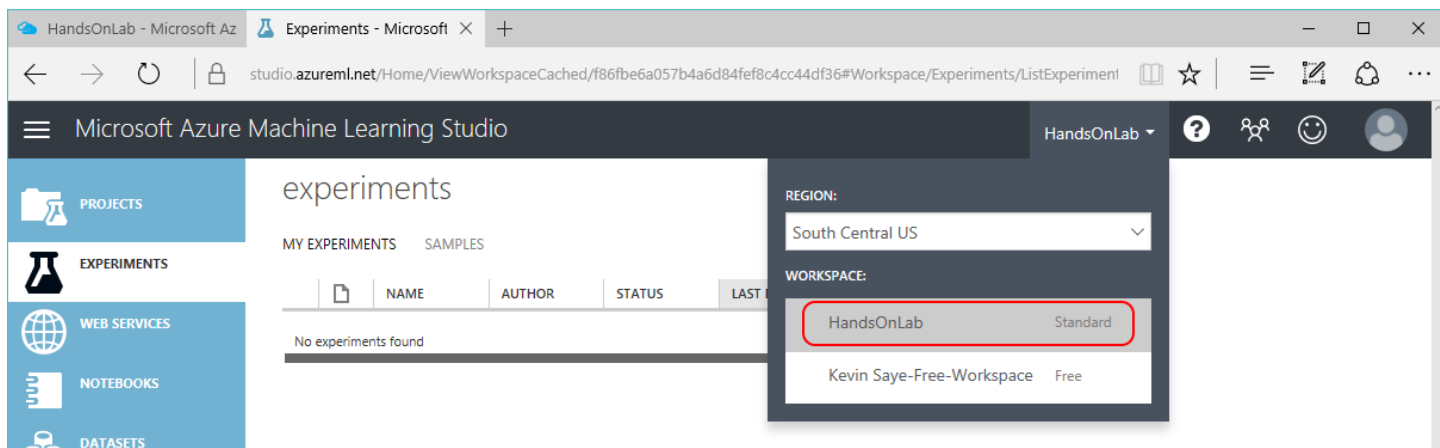 HandsOnLab - Microsoft Az
Experiments - Microsoft
studio.azureml.net/Home/ViewWorkspaceCached/f86fbe6a057b4a6d84fef8c4cc44df36#Workspace/Experiments/ListExperiment
Microsoft Azure Machine Learning Studio
HandsOnLab
PROJECTS
EXPERIMENTS
WEB SERVICES
NOTEBOOKS
DATASETS
experiments
MY EXPERIMENTS SAMPLES
NAME AUTHOR STATUS LAST
No experiments found
REGION:
South Central US
WORKSPACE:
HandsOnLab Standard
Kevin Saye-Free-Workspace Free